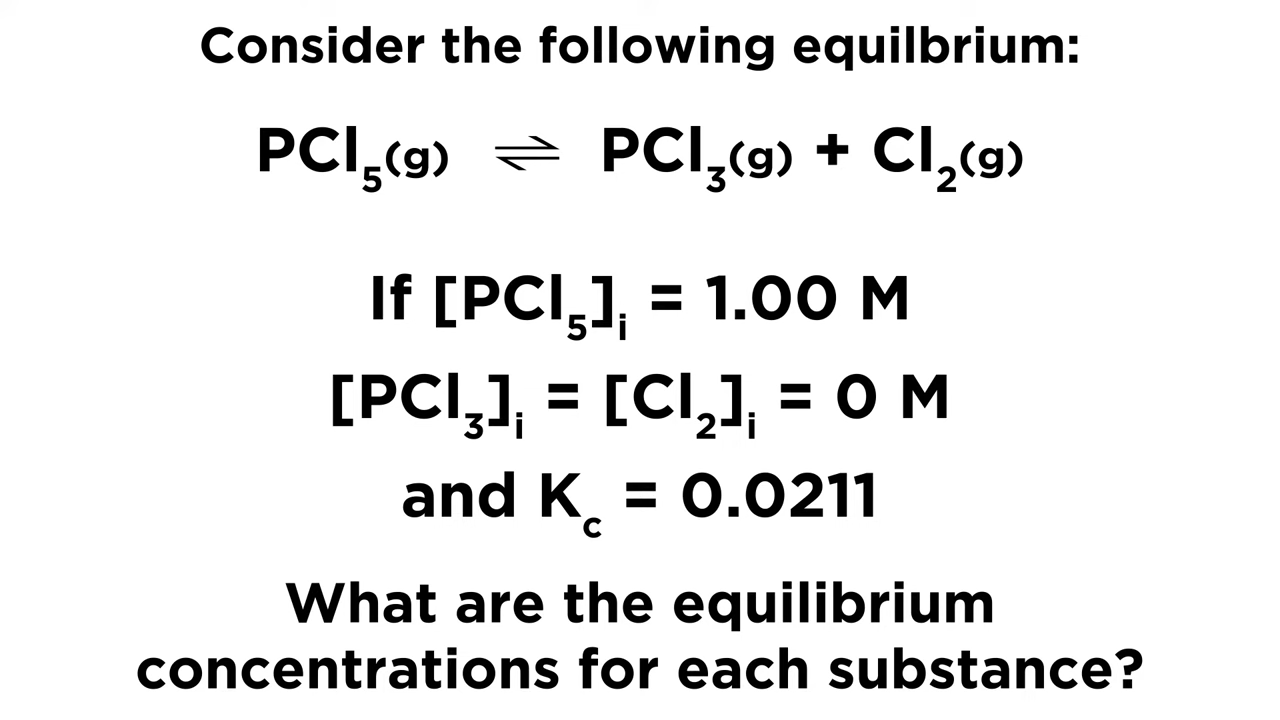 Consider the following equilbrium:
PCl₅(g) ⇌ PCl₃(g) + Cl₂(g)
If [PCl₅]ᵢ = 1.00 M
[PCl₃]ᵢ = [Cl₂]ᵢ = 0 M
and K꜀ = 0.0211
What are the equilibrium
concentrations for each substance?